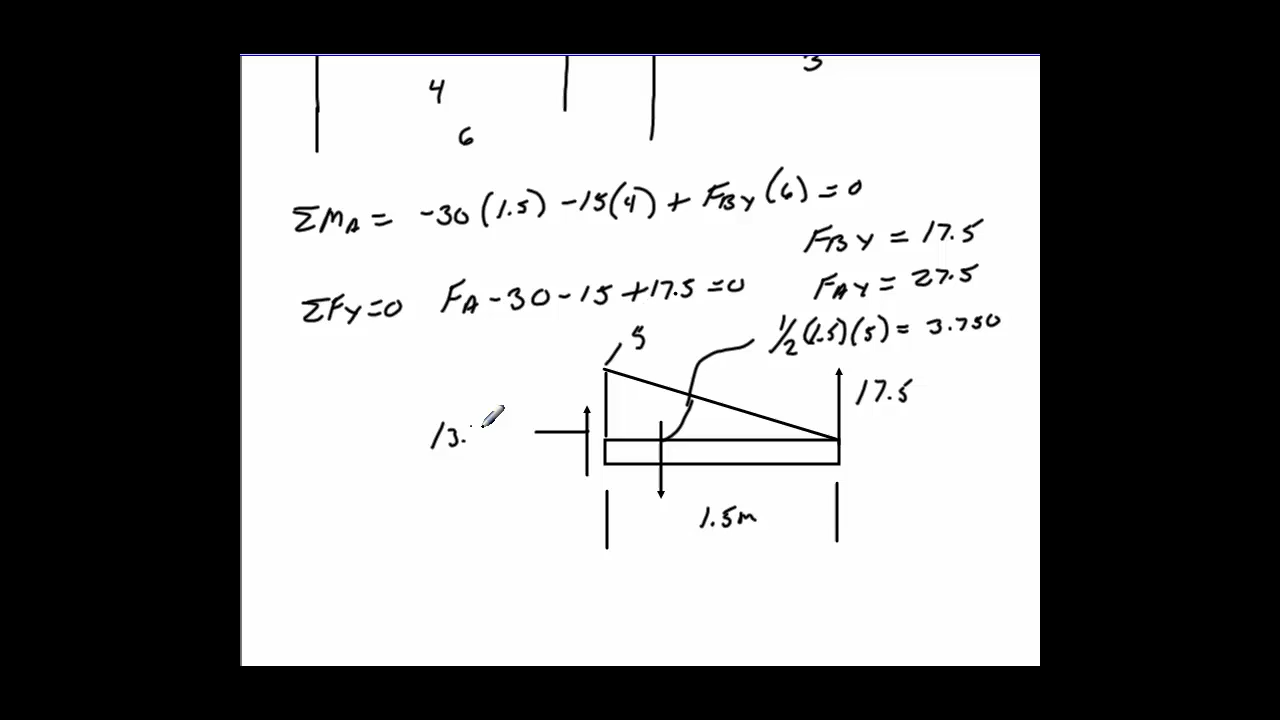 3
4
6
ΣMA = -30(1.5) -15(4) + FBY(6) = 0
FBY = 17.5
ΣFY=0 FA - 30 - 15 + 17.5 = 0
FAY = 27.5
1/2 (1.5)(5) = 3.750
5
17.5
13.
1.5m